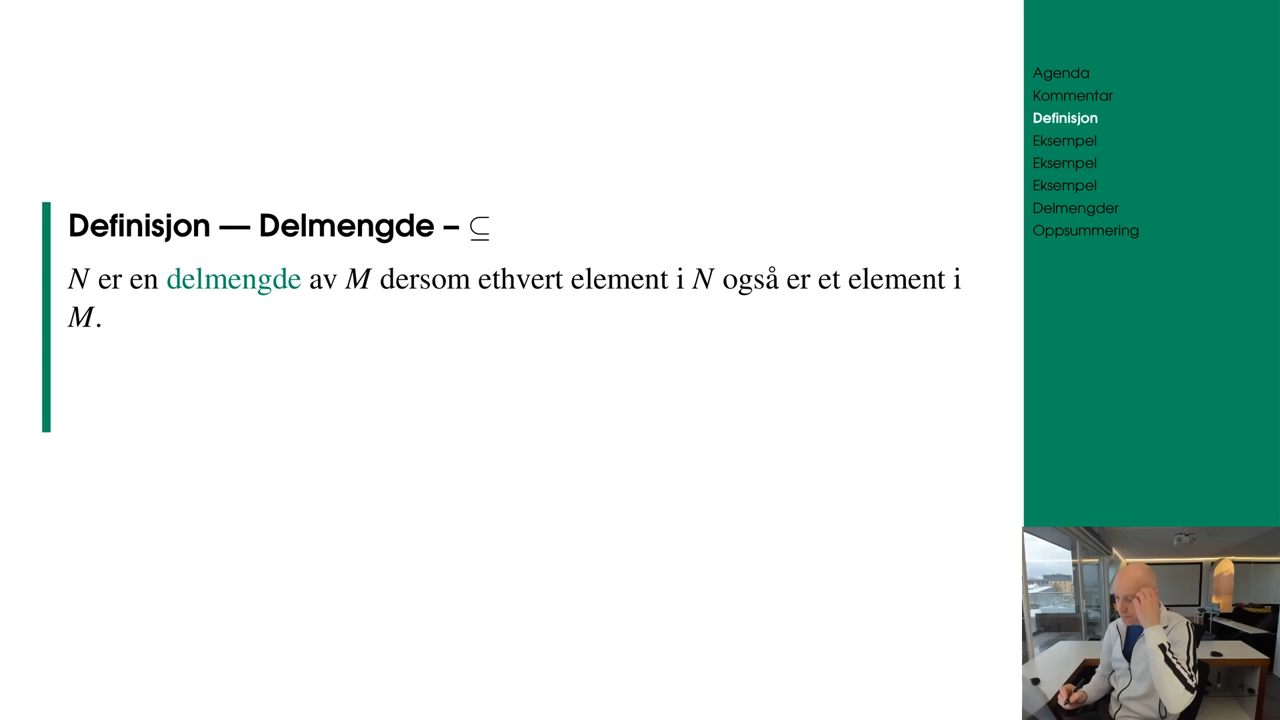 Definisjon — Delmengde – ⊆
N er en delmengde av M dersom ethvert element i N også er et element i
M.
Agenda
Kommentar
Definisjon
Eksempel
Eksempel
Eksempel
Delmengder
Oppsummering